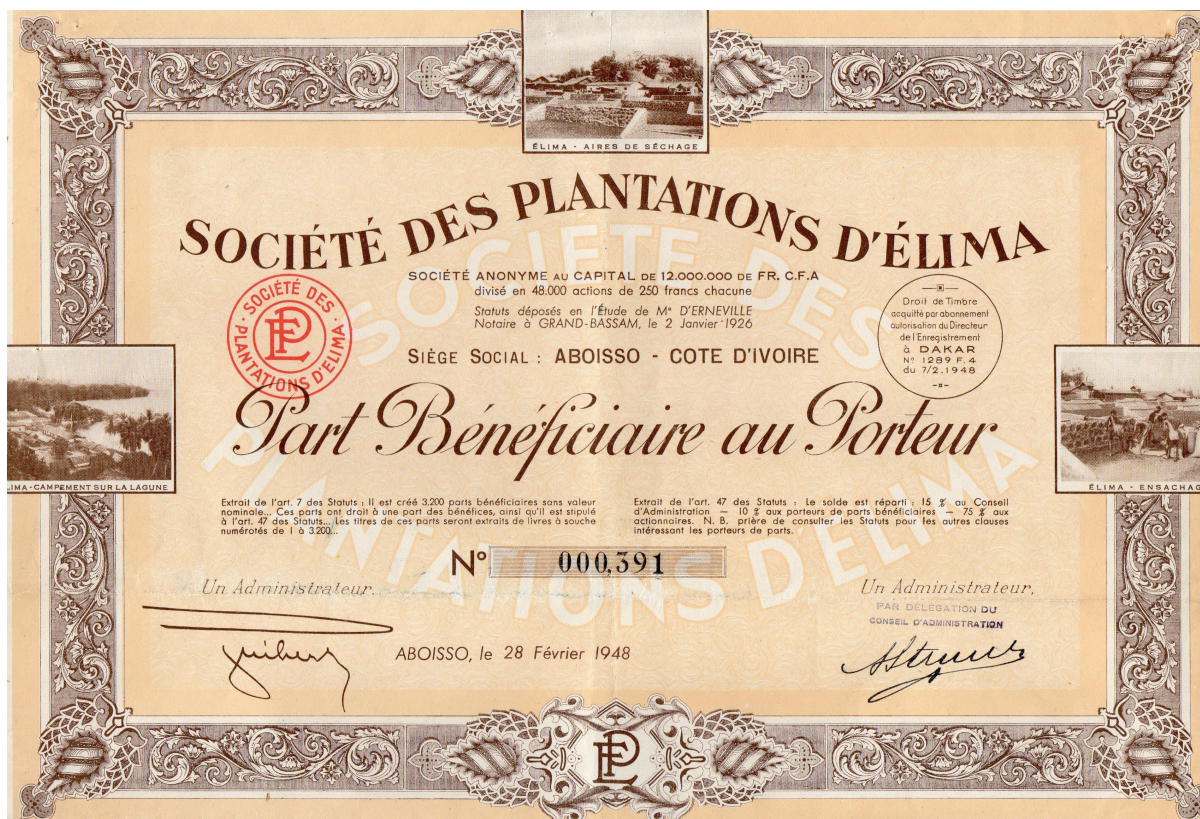 ÉLIMA - AIRES DE SÉCHAGE
SOCIÉTÉ DES PLANTATIONS D'ÉLIMA
SOCIÉTÉ ANONYME AU CAPITAL DE 12.000.000 DE FR. C.F.A
divisé en 48.000 actions de 250 francs chacune
Statuts déposés en l'Étude de Me D'ERNEVILLE
Notaire à GRAND-BASSAM, le 2 Janvier 1926
SIÈGE SOCIAL : ABOISSO - COTE D'IVOIRE
SOCIÉTÉ DES
PLANTATIONS D'ELIMA
PE
Droit de Timbre
acquitté par abonnement
autorisation du Directeur
de l'Enregistrement
à DAKAR
No 1289 F. 4
du 7/2.1948
SOCIÉTÉ DES
PLANTATIONS D'ELIMA
Part Bénéficiaire au Porteur
LIMA-CAMPEMENT SUR LA LAGUNE
ÉLIMA - ENSACHAG
Extrait de l'art. 7 des Statuts : Il est créé 3.200 parts bénéficiaires sans valeur
nominale... Ces parts ont droit à une part des bénéfices, ainsi qu'il est stipulé
à l'art. 47 des Statuts... Les titres de ces parts seront extraits de livres à souche
numérotés de 1 à 3.200...
Extrait de l'art. 47 des Statuts : Le solde est réparti : 15 % au Conseil
d'Administration — 10 % aux porteurs de parts bénéficiaires — 75 % aux
actionnaires. N. B. prière de consulter les Statuts pour les autres clauses
intéressant les porteurs de parts.
No 000,391
Un Administrateur.
Un Administrateur,
PAR DÉLÉGATION DU
CONSEIL D'ADMINISTRATION
ABOISSO, le 28 Février 1948
PE